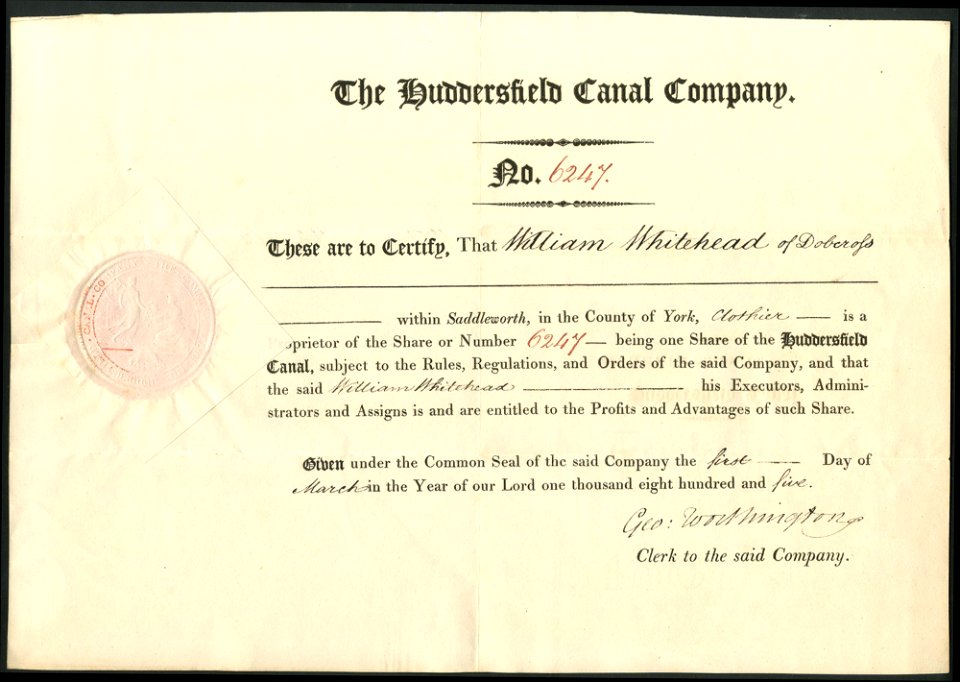 The Huddersfield Canal Company.
No. 6247.
These are to Certify, That William Whitehead of Dobcross
within Saddleworth, in the County of York, Clothier — is a
oprietor of the Share or Number 6247 — being one Share of the Huddersfield
Canal, subject to the Rules, Regulations, and Orders of the said Company, and that
the said William Whitehead — his Executors, Admini-
strators and Assigns is and are entitled to the Profits and Advantages of such Share.
Given under the Common Seal of the said Company the first — Day of
March in the Year of our Lord one thousand eight hundred and five.
Geo: Worthington
Clerk to the said Company.